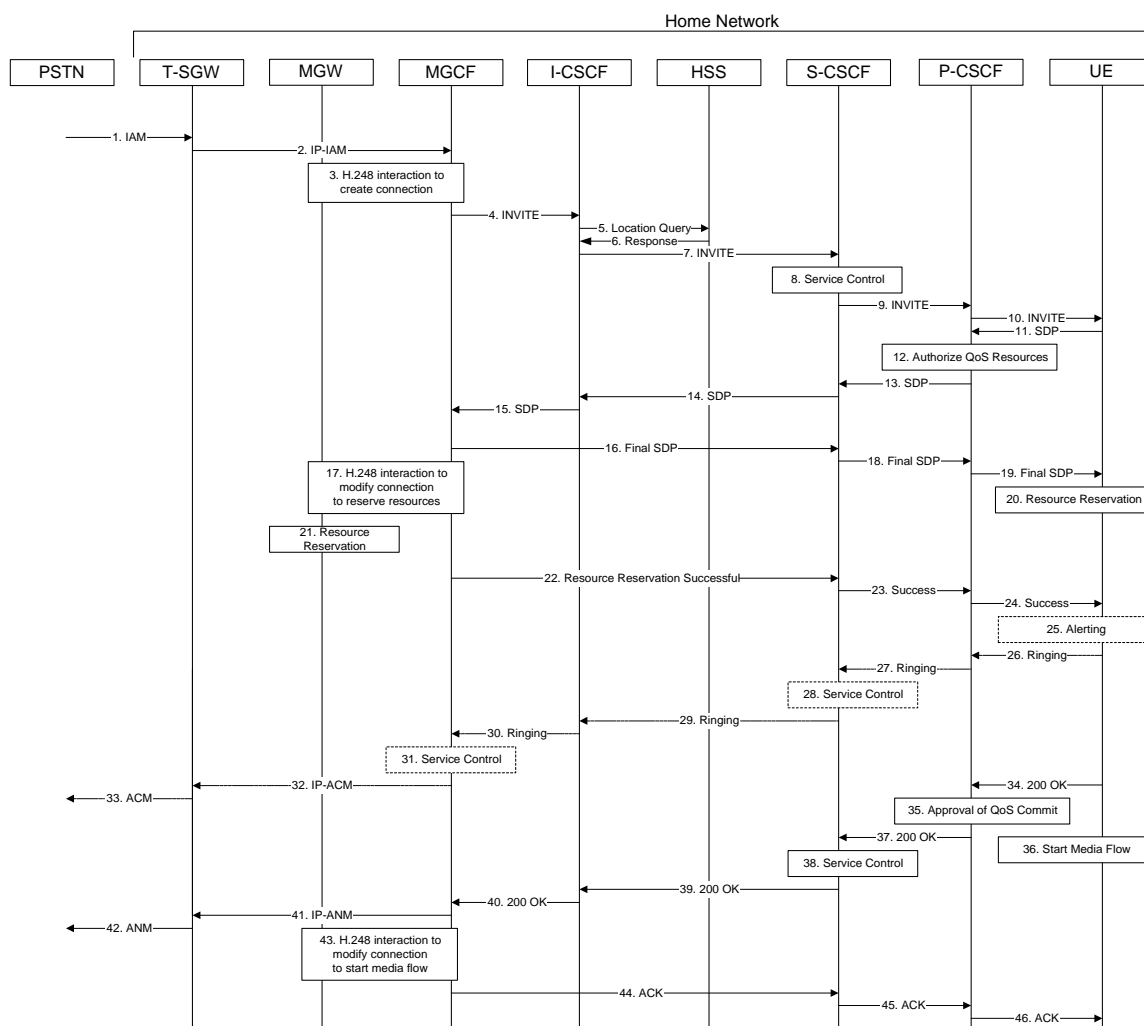 Home Network
PSTN
T-SGW
MGW
MGCF
I-CSCF
HSS
S-CSCF
P-CSCF
UE
1. IAM
2. IP-IAM
3. H.248 interaction to
create connection
4. INVITE
5. Location Query
6. Response
7. INVITE
8. Service Control
9. INVITE
10. INVITE
11. SDP
12. Authorize QoS Resources
13. SDP
14. SDP
15. SDP
16. Final SDP
17. H.248 interaction to
modify connection
to reserve resources
18. Final SDP
19. Final SDP
20. Resource Reservation
21. Resource
Reservation
22. Resource Reservation Successful
23. Success
24. Success
25. Alerting
26. Ringing
27. Ringing
28. Service Control
29. Ringing
30. Ringing
31. Service Control
32. IP-ACM
33. ACM
34. 200 OK
35. Approval of QoS Commit
37. 200 OK
36. Start Media Flow
38. Service Control
39. 200 OK
40. 200 OK
41. IP-ANM
42. ANM
43. H.248 interaction to
modify connection
to start media flow
44. ACK
45. ACK
46. ACK